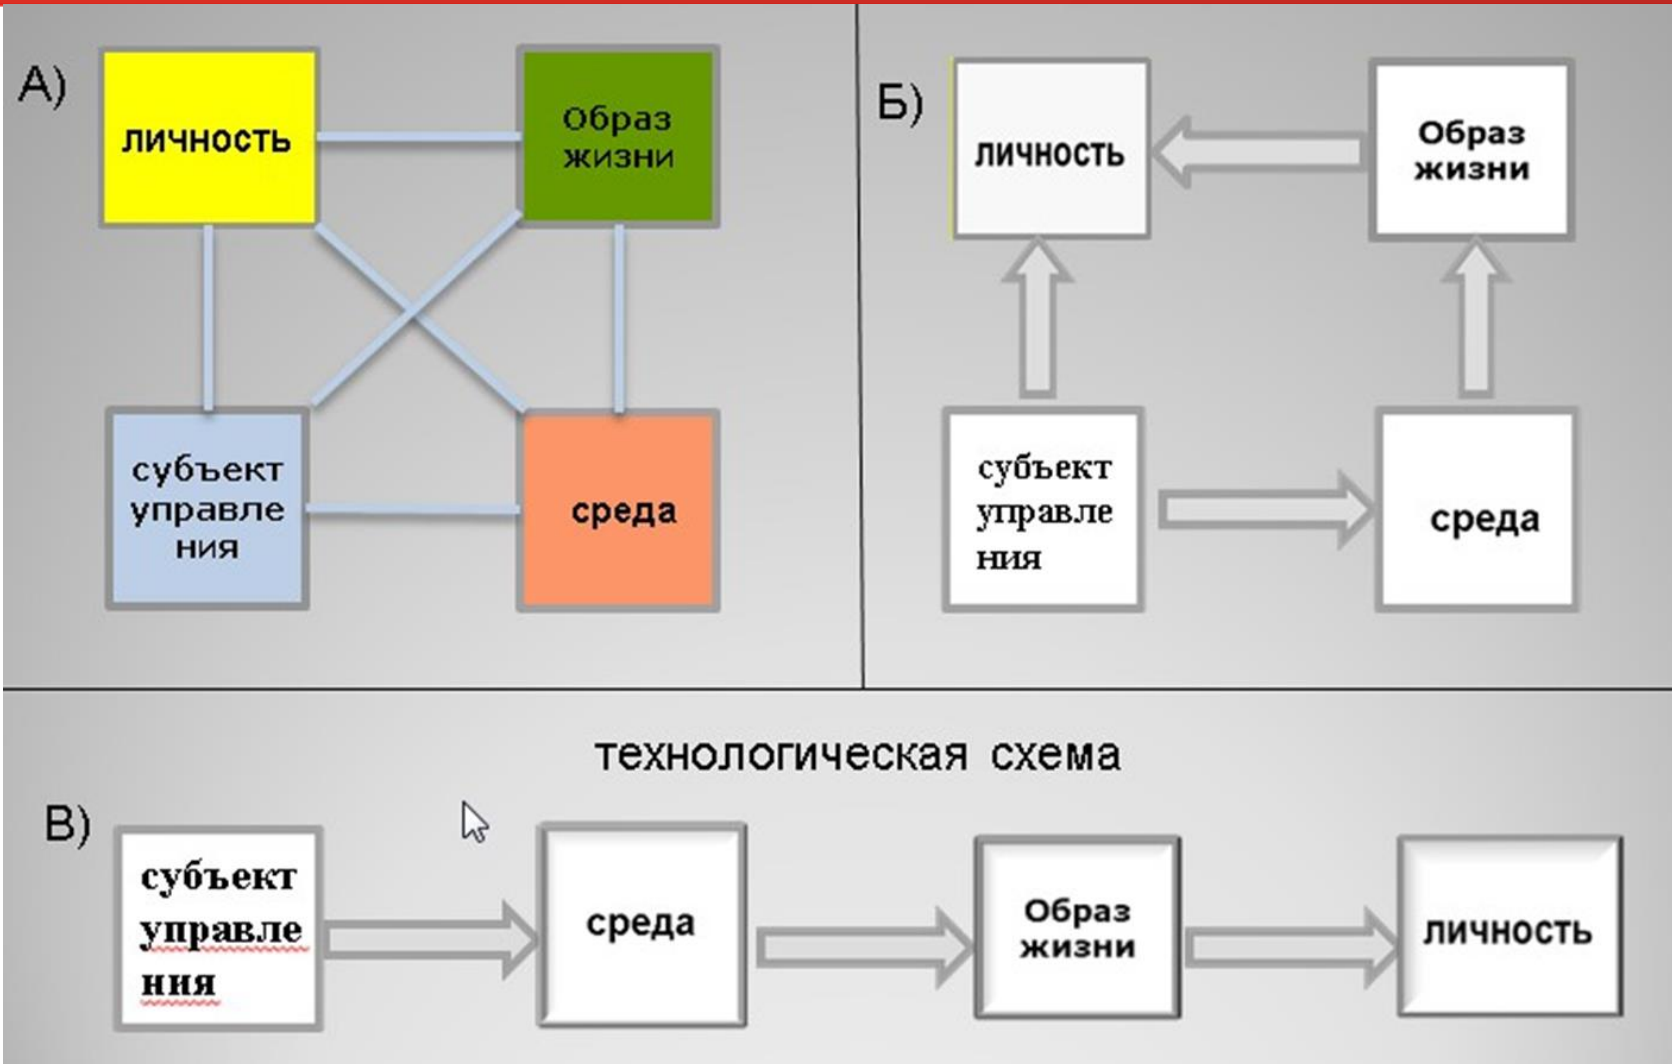 А)
личность
Образ
жизни
субъект
управле
ния
среда
Б)
личность
Образ
жизни
субъект
управле
ния
среда
технологическая схема
В)
субъект
управле
ния
среда
Образ
жизни
личность